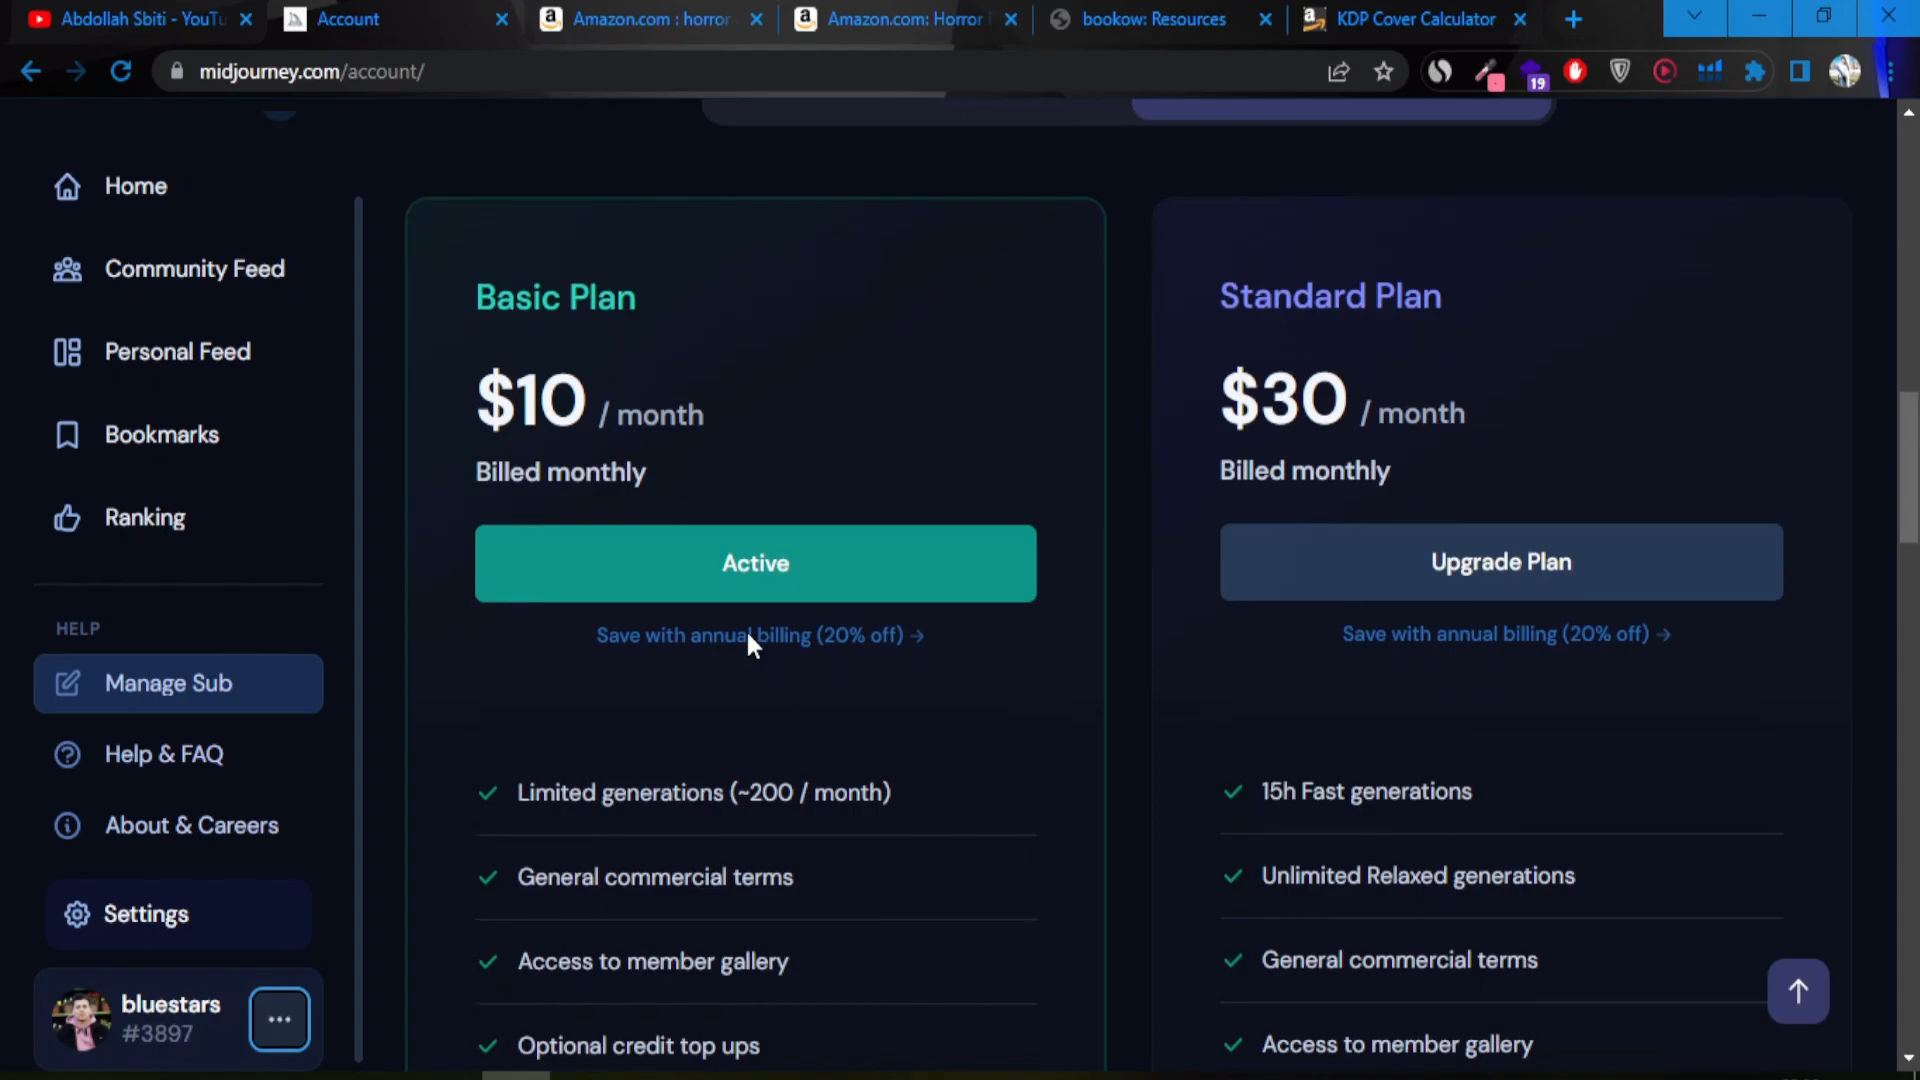 Abdollah Sbiti - YouTu
Account
Amazon.com : horror
Amazon.com: Horror
bookow: Resources
KDP Cover Calculator
midjourney.com/account/
19
Home
Community Feed
Personal Feed
Bookmarks
Ranking
HELP
Manage Sub
Help & FAQ
About & Careers
Settings
bluestars
#3897
Basic Plan
$10 / month
Billed monthly
Active
Save with annual billing (20% off) →
Limited generations (~200 / month)
General commercial terms
Access to member gallery
Optional credit top ups
Standard Plan
$30 / month
Billed monthly
Upgrade Plan
Save with annual billing (20% off) →
15h Fast generations
Unlimited Relaxed generations
General commercial terms
Access to member gallery